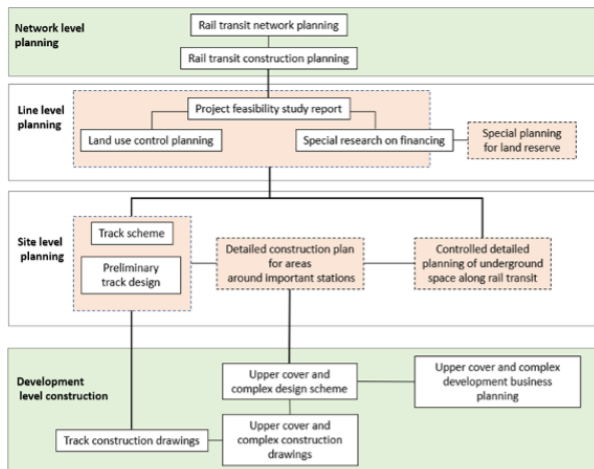 Network level
planning
Rail transit network planning
Rail transit construction planning
Line level
planning
Project feasibility study report
Land use control planning
Special research on financing
Special planning
for land reserve
Site level
planning
Track scheme
Preliminary
track design
Detailed construction plan
for areas
around important stations
Controlled detailed
planning of underground
space along rail transit
Development
level construction
Upper cover and
complex design scheme
Upper cover and complex
development business
planning
Track construction drawings
Upper cover and
complex construction
drawings